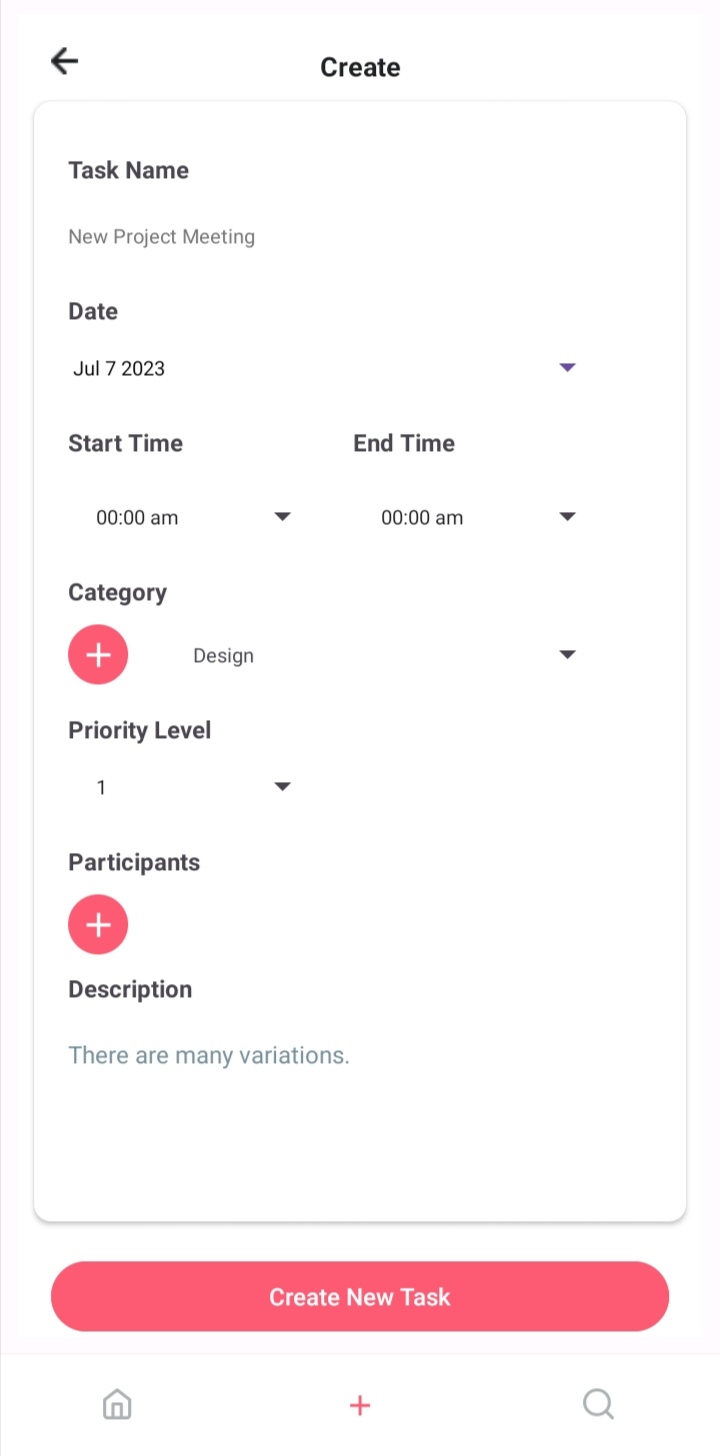 Create
Task Name
New Project Meeting
Date
Jul 7 2023
Start Time End Time
00:00 am 00:00 am
Category
Design
Priority Level
1
Participants
Description
There are many variations.
Create New Task